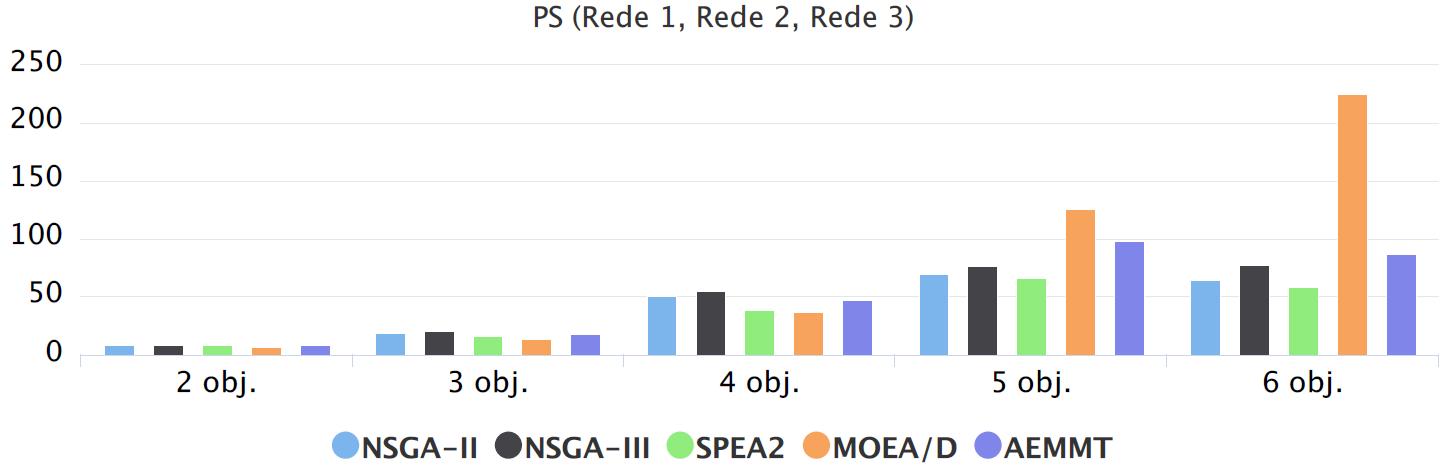 PS (Rede 1, Rede 2, Rede 3)
250
200
150
100
50
0
2 obj. 3 obj. 4 obj. 5 obj. 6 obj.
NSGA-II NSGA-III SPEA2 MOEA/D AEMMT